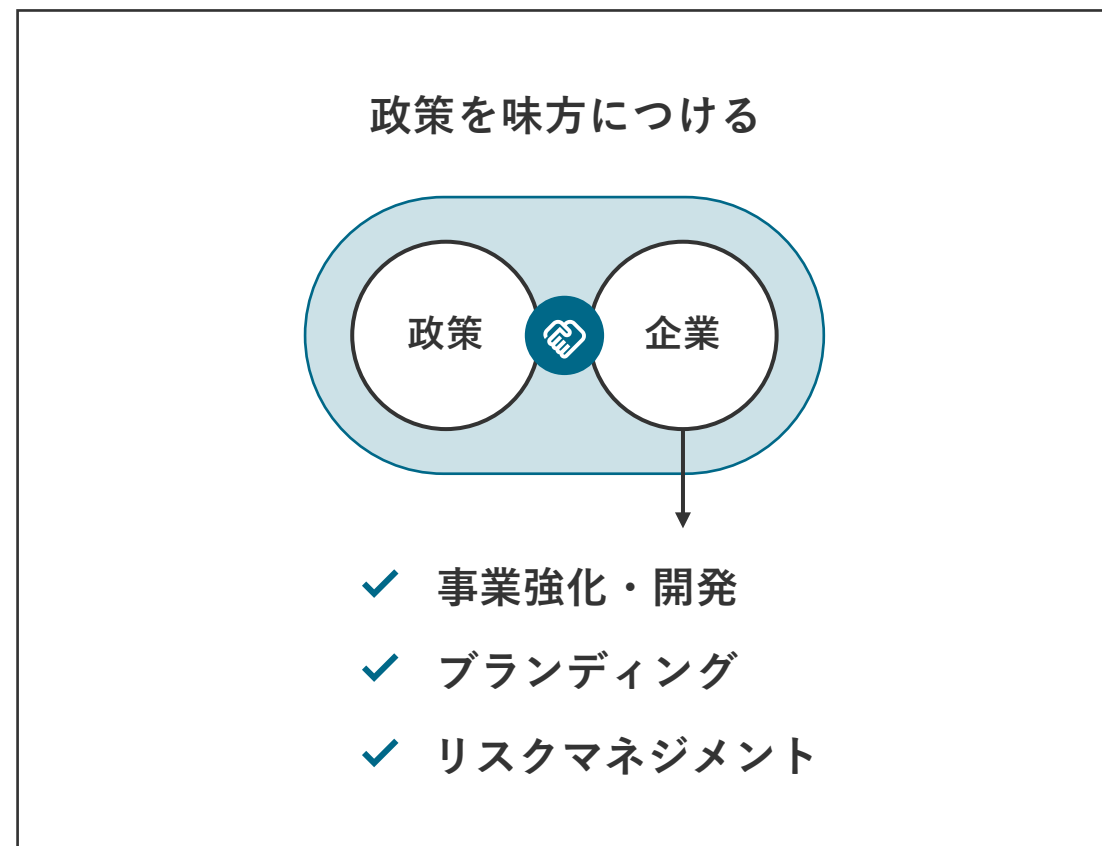 政策を味方につける
政策
企業
事業強化・開発
ブランディング
リスクマネジメント